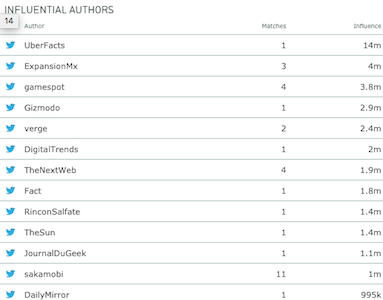 INFLUENTIAL AUTHORS
14
Author Matches Influence
UberFacts 1 14m
ExpansionMx 3 4m
gamespot 4 3.8m
Gizmodo 1 2.9m
verge 2 2.4m
DigitalTrends 1 2m
TheNextWeb 4 1.9m
Fact 1 1.8m
RinconSalfate 1 1.4m
TheSun 1 1.4m
JournalDuGeek 1 1.1m
sakamobi 11 1m
DailyMirror 1 995k